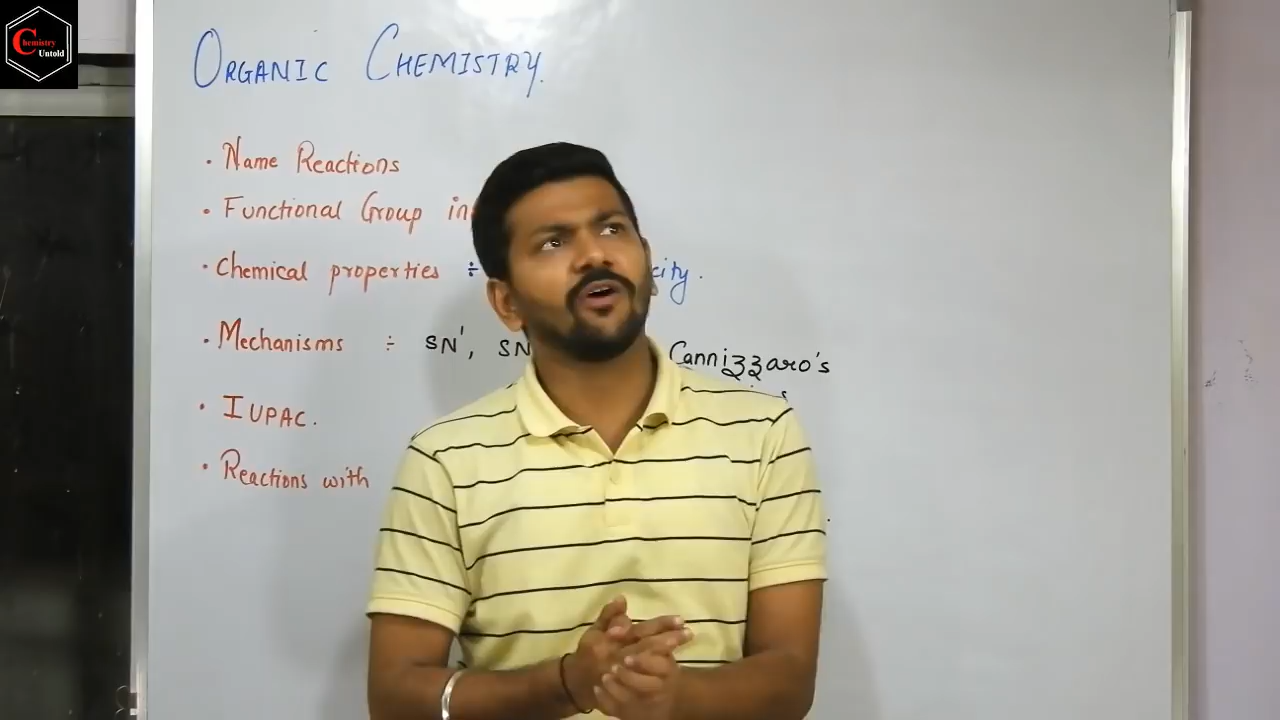 Chemistry
Untold
ORGANIC CHEMISTRY.
• Name Reactions
• Functional Group in
• Chemical properties ÷ city.
• Mechanisms ÷ SN', SN Cannizzaro's
• IUPAC.
• Reactions with